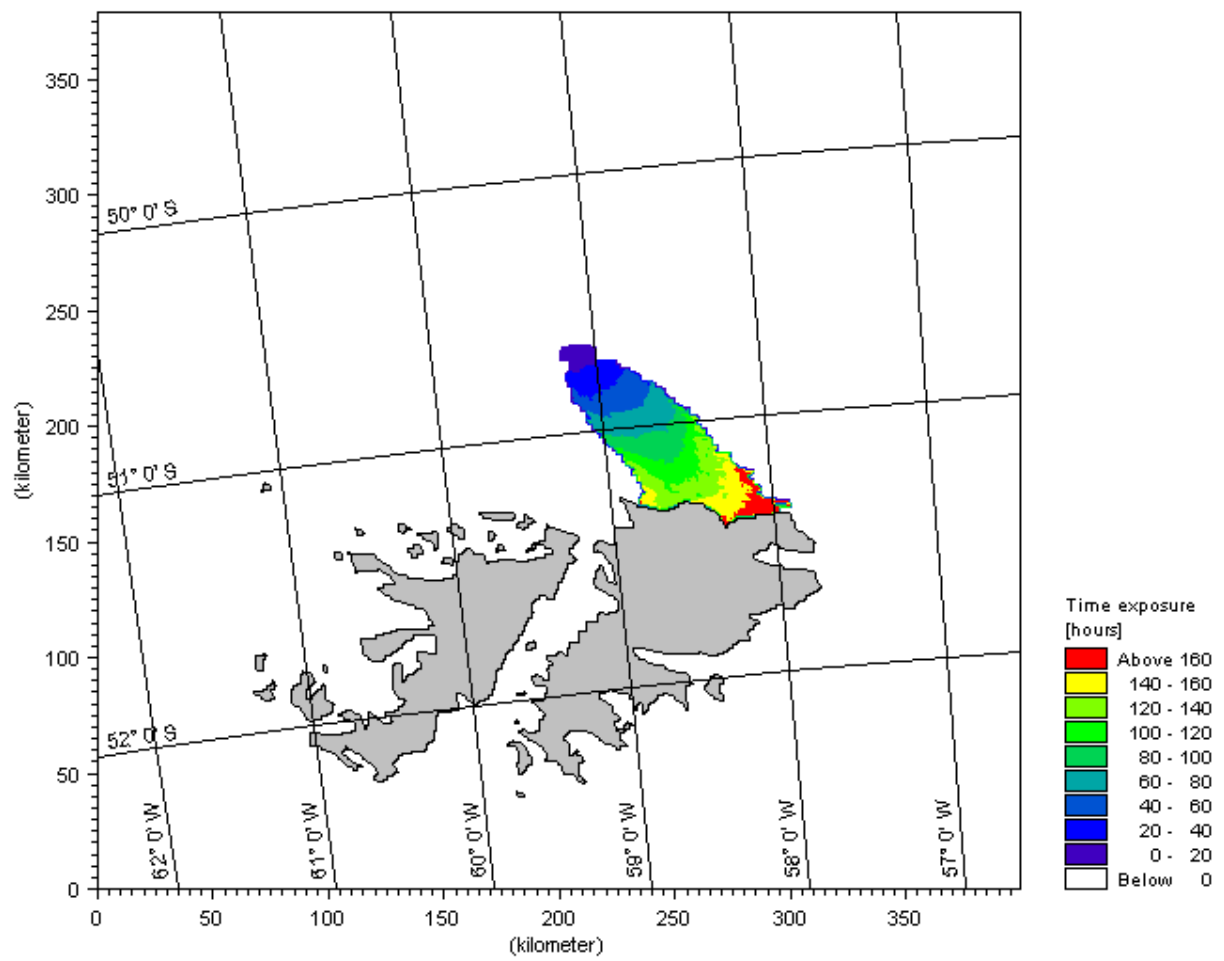 350
300
250
200
150
100
50
0
(kilometer)
50° 0' S
51° 0' S
52° 0' S
62° 0' W
61° 0' W
60° 0' W
59° 0' W
58° 0' W
57° 0' W
0 50 100 150 200 250 300 350
(kilometer)
Time exposure
[hours]
Above 160
140 - 160
120 - 140
100 - 120
80 - 100
60 - 80
40 - 60
20 - 40
0 - 20
Below 0